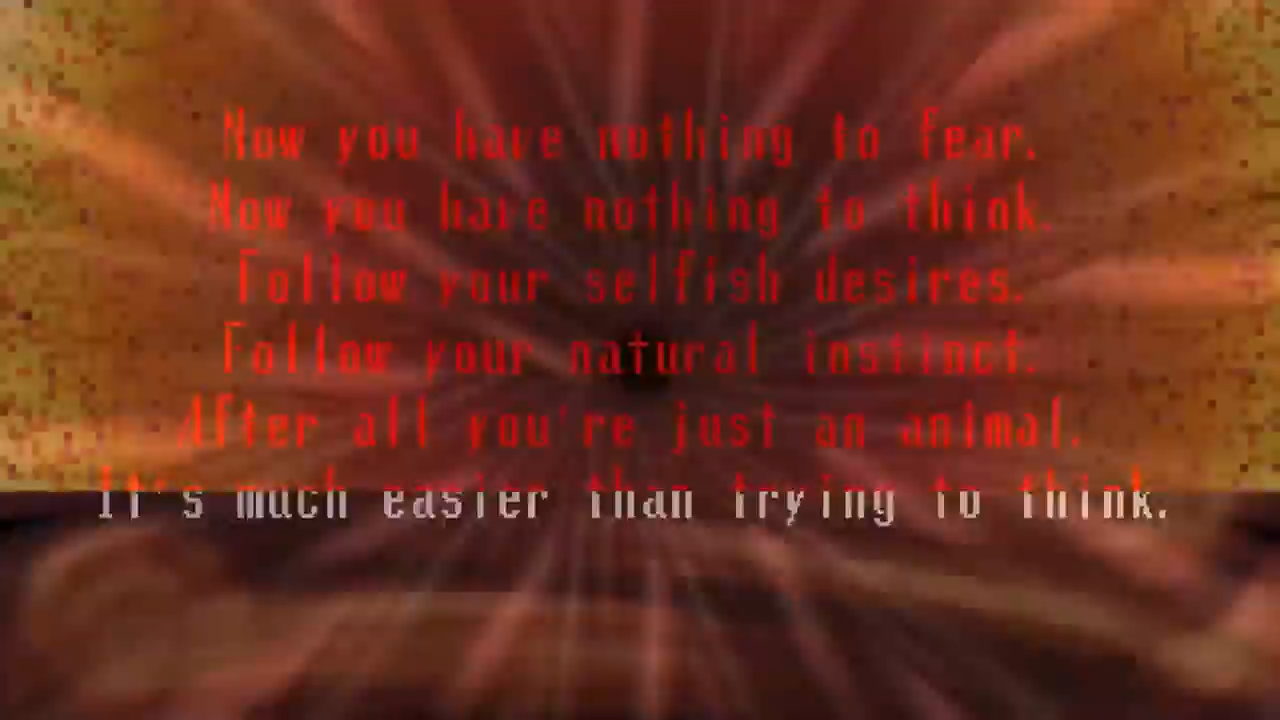 Now you have nothing to fear.
Now you have nothing to think.
Follow your selfish desires.
Follow your natural instinct.
After all you're just an animal.
It's much easier than trying to think.